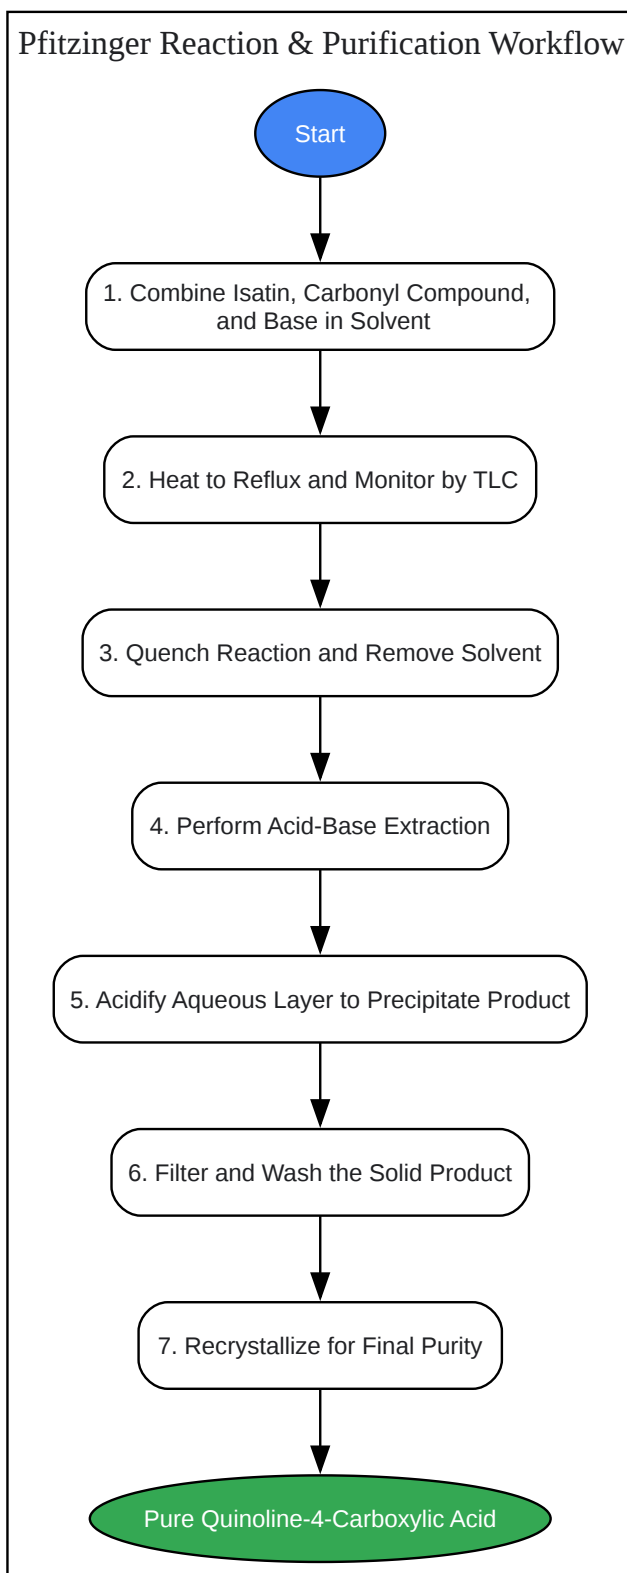 Pfitzinger Reaction & Purification Workflow
Start
1. Combine Isatin, Carbonyl Compound,
and Base in Solvent
2. Heat to Reflux and Monitor by TLC
3. Quench Reaction and Remove Solvent
4. Perform Acid-Base Extraction
5. Acidify Aqueous Layer to Precipitate Product
6. Filter and Wash the Solid Product
7. Recrystallize for Final Purity
Pure Quinoline-4-Carboxylic Acid